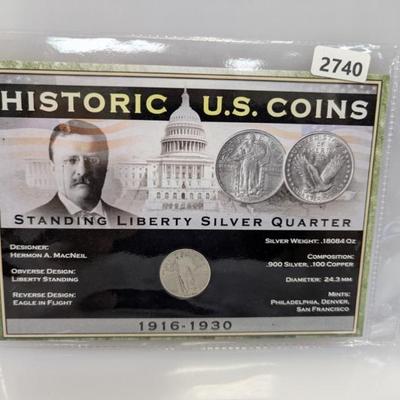 2740
HISTORIC U.S. COINS
STANDING LIBERTY SILVER QUARTER
DESIGNER:
HERMON A. MACNEIL
OBVERSE DESIGN:
LIBERTY STANDING
REVERSE DESIGN:
EAGLE IN FLIGHT
SILVER WEIGHT: .18084 OZ
COMPOSITION:
.900 SILVER, .100 COPPER
DIAMETER: 24.3 MM
MINTS:
PHILADELPHIA, DENVER,
SAN FRANCISCO
1916-1930